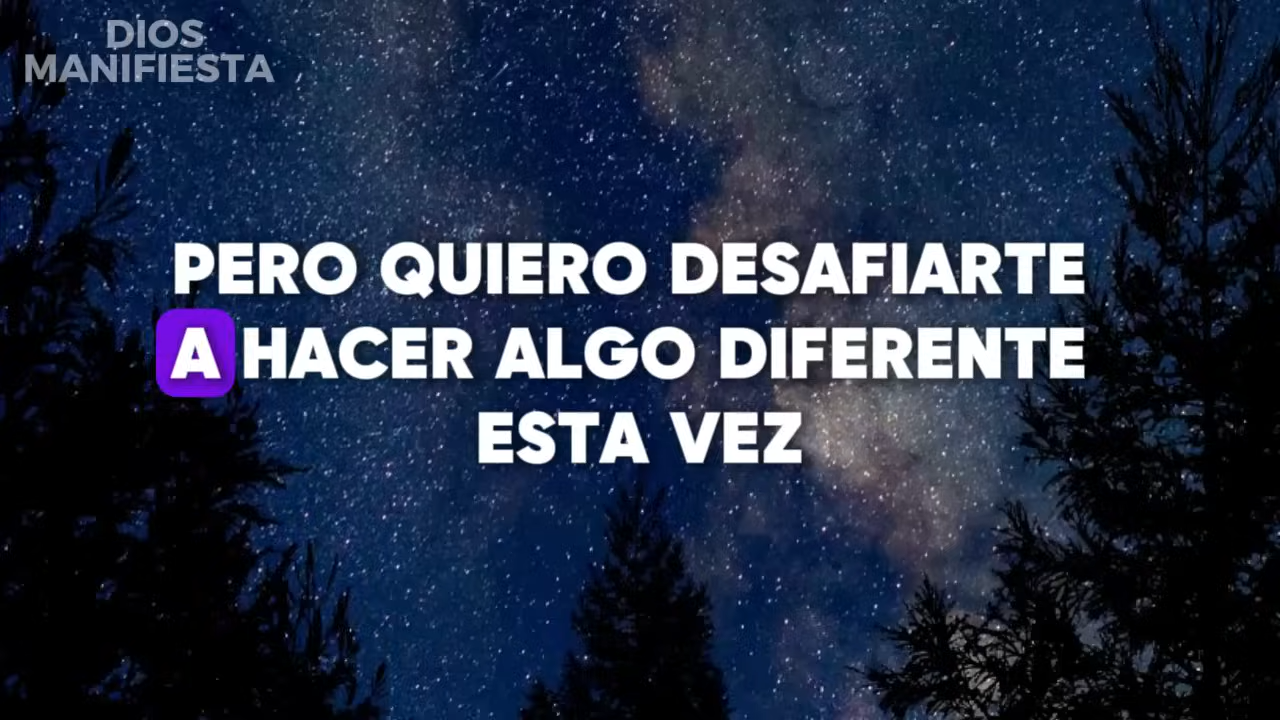 DIOS
MANIFIESTA
PERO QUIERO DESAFIARTE
A HACER ALGO DIFERENTE
ESTA VEZ